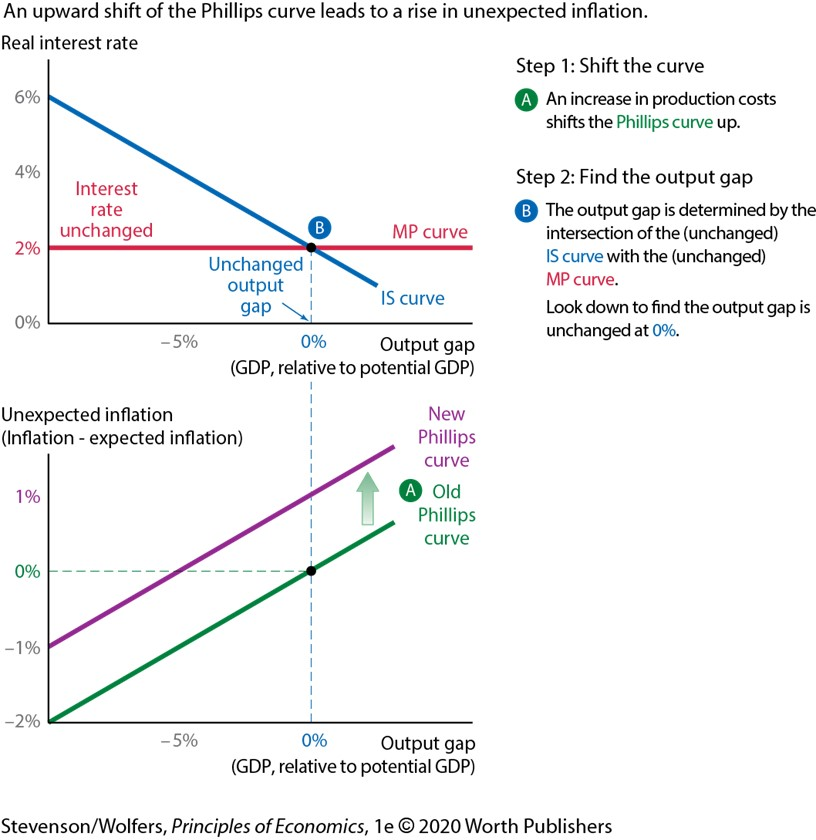 An upward shift of the Phillips curve leads to a rise in unexpected inflation.
Real interest rate
6%
4%
2%
0%
Interest
rate
unchanged
B
MP curve
Unchanged
output
gap
IS curve
–5%
0%
Output gap
(GDP, relative to potential GDP)
Step 1: Shift the curve
A An increase in production costs
shifts the Phillips curve up.
Step 2: Find the output gap
B The output gap is determined by the
intersection of the (unchanged)
IS curve with the (unchanged)
MP curve.
Look down to find the output gap is
unchanged at 0%.
Unexpected inflation
(Inflation - expected inflation)
1%
0%
–1%
–2%
New
Phillips
curve
A Old
Phillips
curve
–5%
0%
Output gap
(GDP, relative to potential GDP)
Stevenson/Wolfers, Principles of Economics, 1e © 2020 Worth Publishers